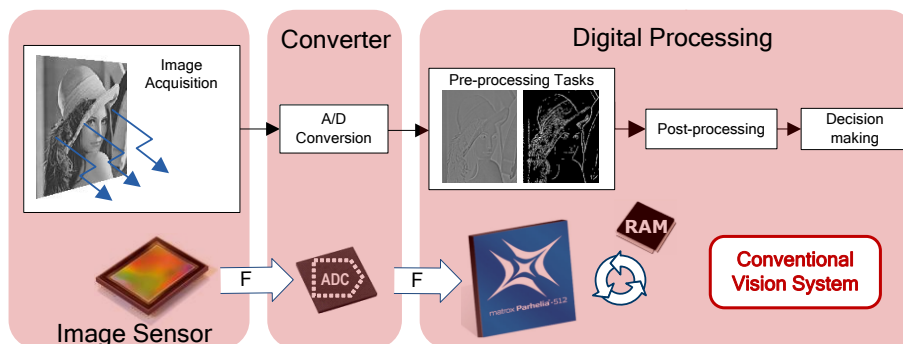 Converter
Digital Processing
Image
Acquisition
A/D
Conversion
Pre-processing Tasks
Post-processing
Decision
making
Image Sensor
F
ADC
F
matrox Parhelia-512
RAM
Conventional
Vision System